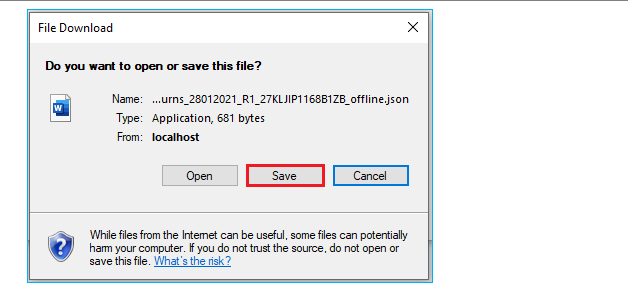 File Download
Do you want to open or save this file?
Name: ...urns_28012021_R1_27KLJIP1168B1ZB_offline.json
Type: Application, 681 bytes
From: localhost
Open Save Cancel
While files from the Internet can be useful, some files can potentially
harm your computer. If you do not trust the source, do not open or
save this file. What's the risk?